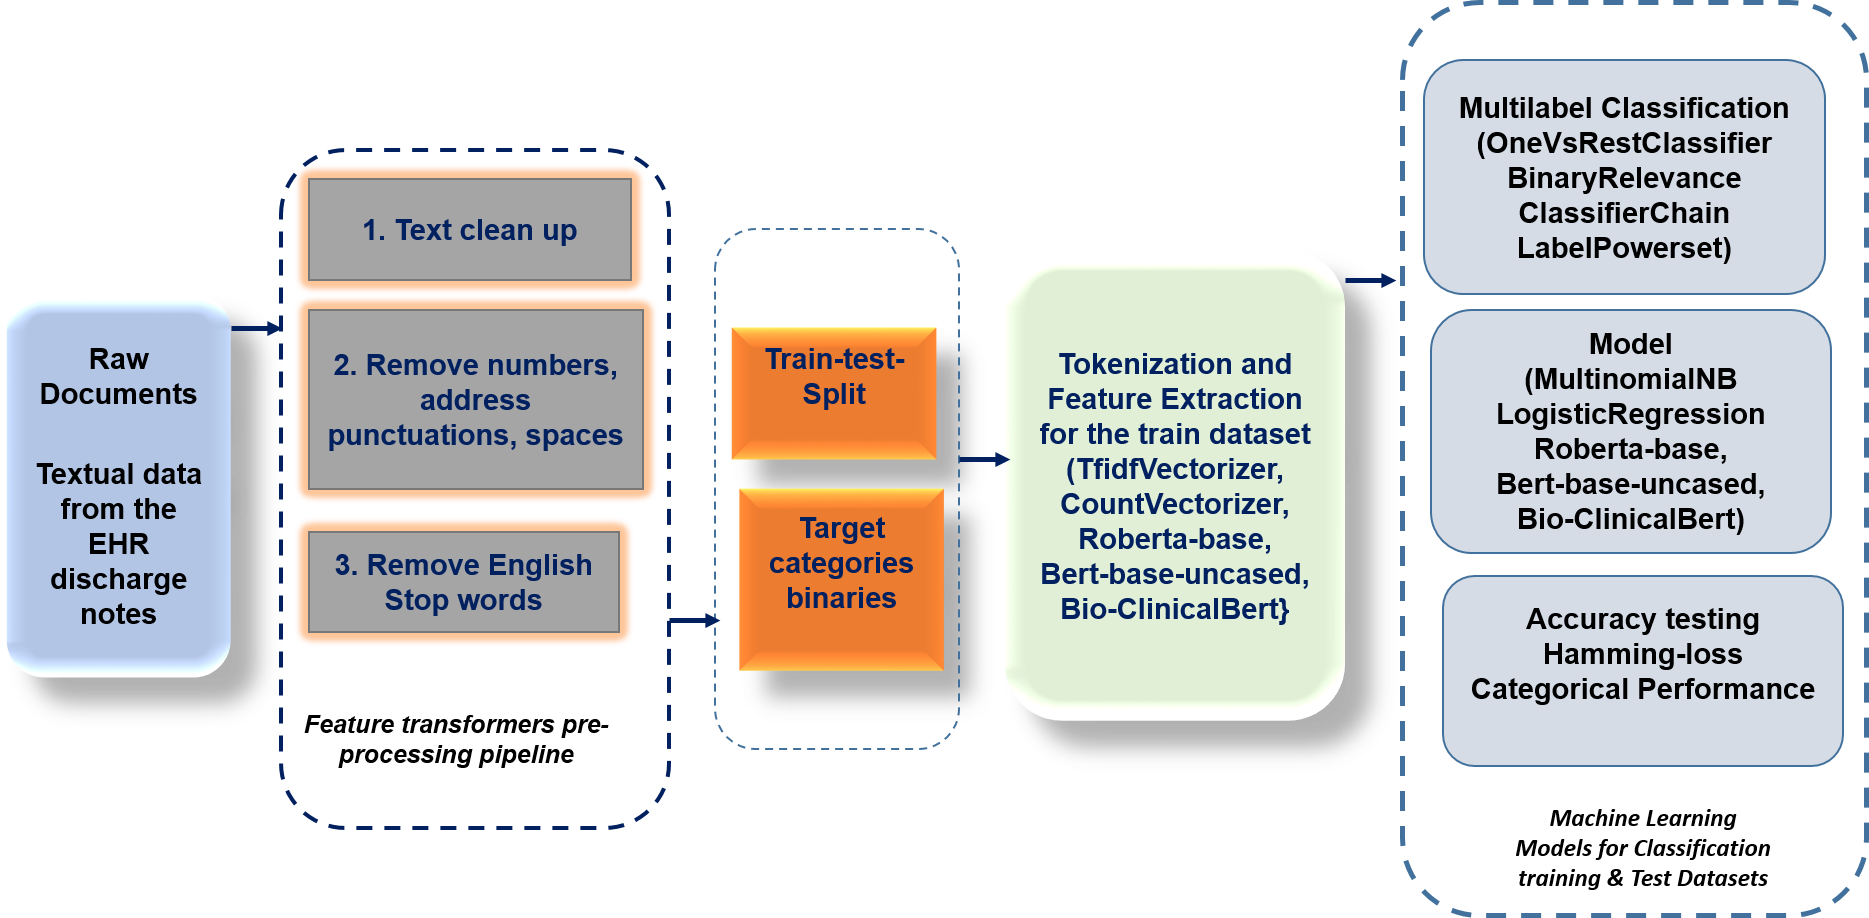 Raw
Documents
Textual data
from the
EHR
discharge
notes
1. Text clean up
2. Remove numbers,
address
punctuations, spaces
3. Remove English
Stop words
Feature transformers pre-
processing pipeline
Train-test-
Split
Target
categories
binaries
Tokenization and
Feature Extraction
for the train dataset
(TfidfVectorizer,
CountVectorizer,
Roberta-base,
Bert-base-uncased,
Bio-ClinicalBert}
Multilabel Classification
(OneVsRestClassifier
BinaryRelevance
ClassifierChain
LabelPowerset)
Model
(MultinomialNB
LogisticRegression
Roberta-base,
Bert-base-uncased,
Bio-ClinicalBert)
Accuracy testing
Hamming-loss
Categorical Performance
Machine Learning
Models for Classification
training & Test Datasets